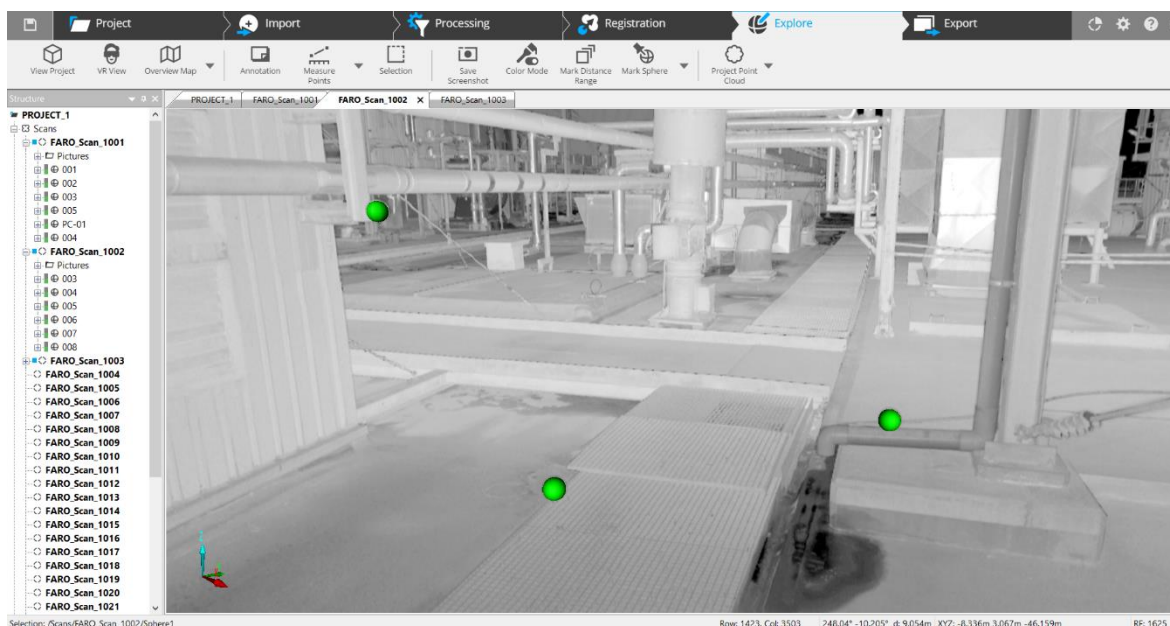 Project
Import
Processing
Registration
Explore
Export
View Project
VR View
Overview Map
Annotation
Measure
Points
Selection
Save
Screenshot
Color Mode
Mark Distance
Range
Mark Sphere
Project Point
Cloud
Structure
PROJECT_1
FARO_Scan_1001
FARO_Scan_1002
FARO_Scan_1003
PROJECT_1
Scans
FARO_Scan_1001
Pictures
001
002
003
005
PC-01
004
FARO_Scan_1002
Pictures
003
004
005
006
007
008
FARO_Scan_1003
FARO_Scan_1004
FARO_Scan_1005
FARO_Scan_1006
FARO_Scan_1007
FARO_Scan_1008
FARO_Scan_1009
FARO_Scan_1010
FARO_Scan_1011
FARO_Scan_1012
FARO_Scan_1013
FARO_Scan_1014
FARO_Scan_1015
FARO_Scan_1016
FARO_Scan_1017
FARO_Scan_1018
FARO_Scan_1019
FARO_Scan_1020
FARO_Scan_1021
Selection: /Scans/FARO_Scan_1002/Sphere1
Row: 1423, Col: 3503 248.04° -10.205° d: 9.054m XYZ: -8.336m 3.067m -46.159m RF: 1625